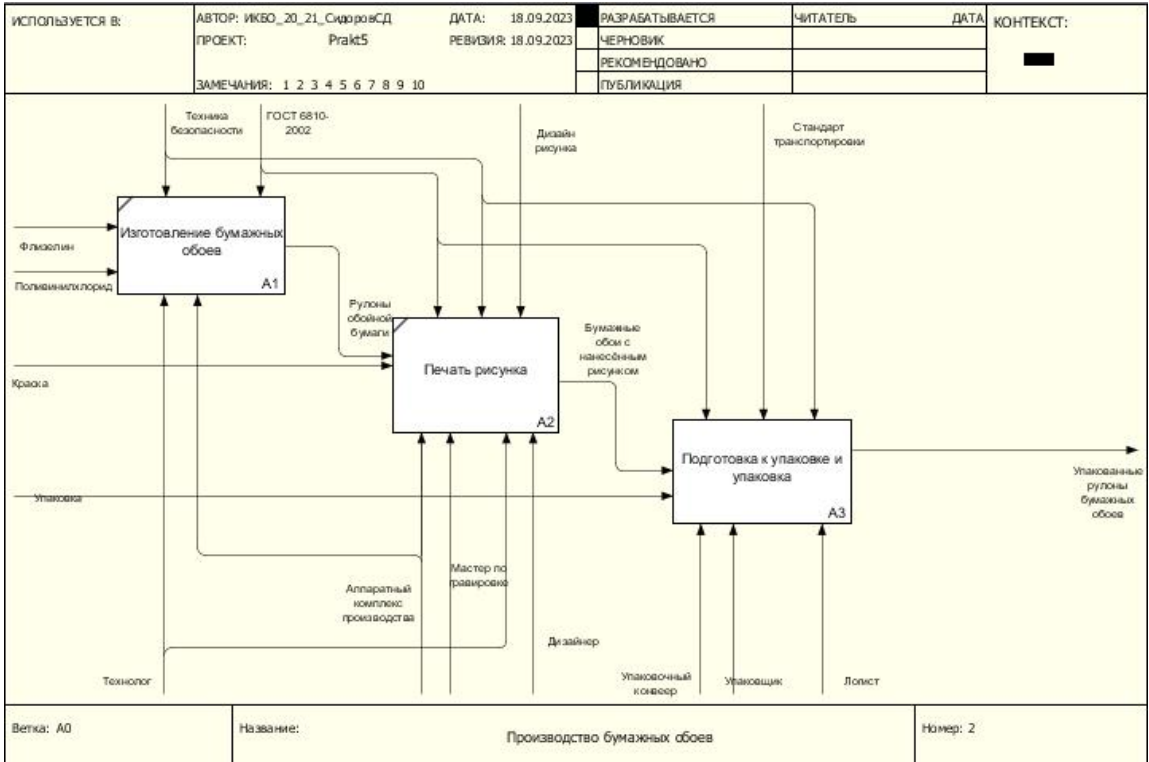 ИСПОЛЬЗУЕТСЯ В:
АВТОР: ИКБО_20_21_СидоровСД
ДАТА: 18.09.2023
РАЗРАБАТЫВАЕТСЯ
ЧИТАТЕЛЬ
ДАТА
КОНТЕКСТ:
ПРОЕКТ: Prakt5
РЕВИЗИЯ: 18.09.2023
ЧЕРНОВИК
РЕКОМЕНДОВАНО
ЗАМЕЧАНИЯ: 1 2 3 4 5 6 7 8 9 10
ПУБЛИКАЦИЯ
Техника
безопасности
ГОСТ 6810-
2002
Дизайн
рисунка
Стандарт
транспортировки
Изготовление бумажных
обоев
A1
Флизелин
Поливинилхлорид
Рулоны
обойной
бумаги
Бумажные
обои с
нанесённым
рисунком
Печать рисунка
A2
Краска
Подготовка к упаковке и
упаковка
A3
Упакованные
рулоны
бумажных
обоев
Упаковка
Мастер по
гравировке
Аппаратный
комплекс
производства
Дизайнер
Технолог
Упаковочный
конвеер
Упаковщик
Логист
Ветка: A0
Название:
Производство бумажных обоев
Номер: 2